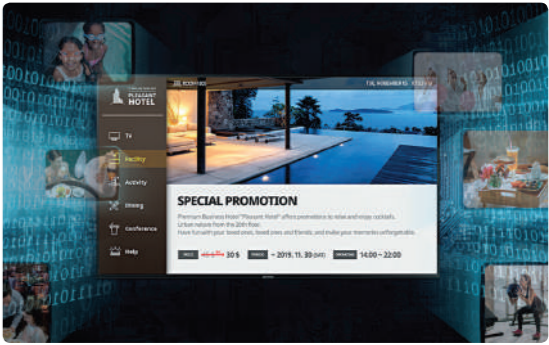 PLEASANT
HOTEL
TV
Facility
Activity
Dining
Conference
Help
SPECIAL PROMOTION
Premium Business Hotel "Pleasant Hotel" offers promotions to relax and enjoy cocktails.
Urban nature from the 20th floor.
Have fun with your loved ones, loved ones and friends, and make your memories unforgettable.
30 $ ~ 2019. 11. 30 (SAT) 14:00 ~ 22:00